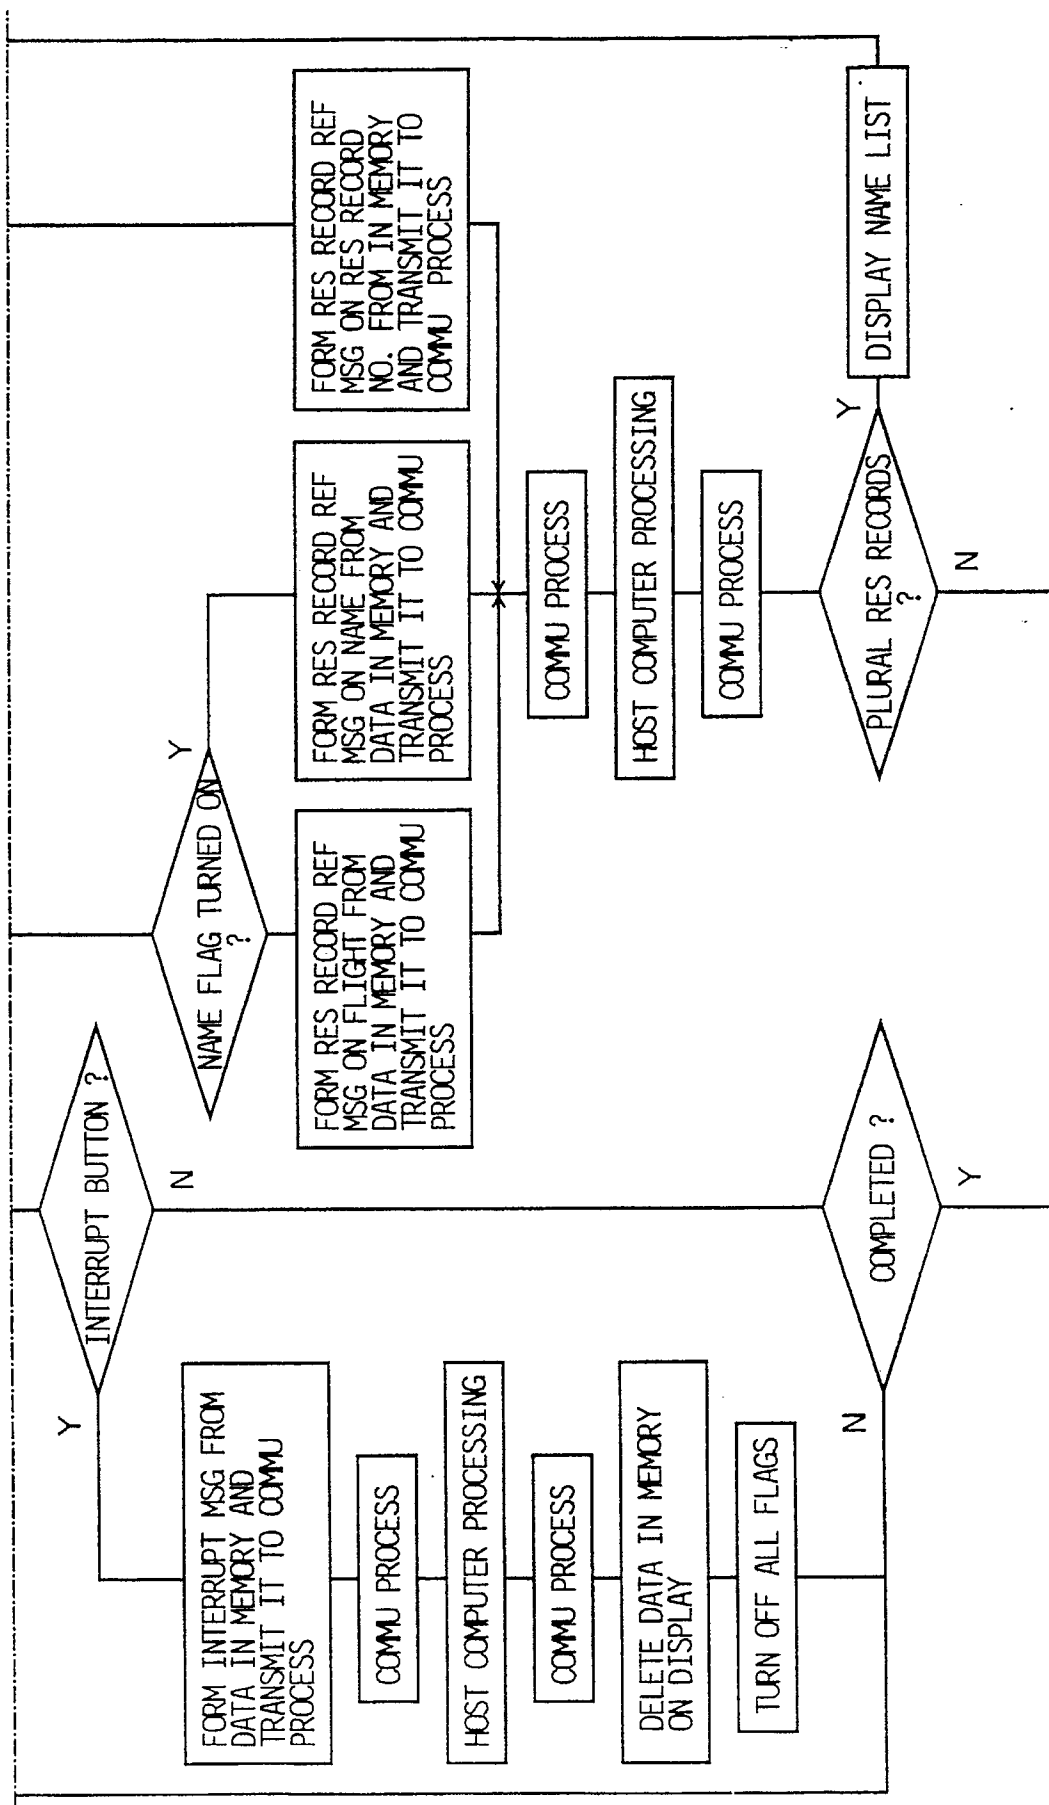 INTERRUPT BUTTON ?
Y
N
FORM INTERRUPT MSG FROM
DATA IN MEMORY AND
TRANSMIT IT TO COMMU
PROCESS
COMMU PROCESS
HOST COMPUTER PROCESSING
COMMU PROCESS
DELETE DATA IN MEMORY
ON DISPLAY
TURN OFF ALL FLAGS
COMPLETED ?
N
Y
NAME FLAG TURNED ON
?
Y
FORM RES RECORD REF
MSG ON FLIGHT FROM
DATA IN MEMORY AND
TRANSMIT IT TO COMMU
PROCESS
FORM RES RECORD REF
MSG ON NAME FROM
DATA IN MEMORY AND
TRANSMIT IT TO COMMU
PROCESS
FORM RES RECORD REF
MSG ON RES RECORD
NO. FROM IN MEMORY
AND TRANSMIT IT TO
COMMU PROCESS
COMMU PROCESS
HOST COMPUTER PROCESSING
COMMU PROCESS
PLURAL RES RECORDS
?
Y
N
DISPLAY NAME LIST